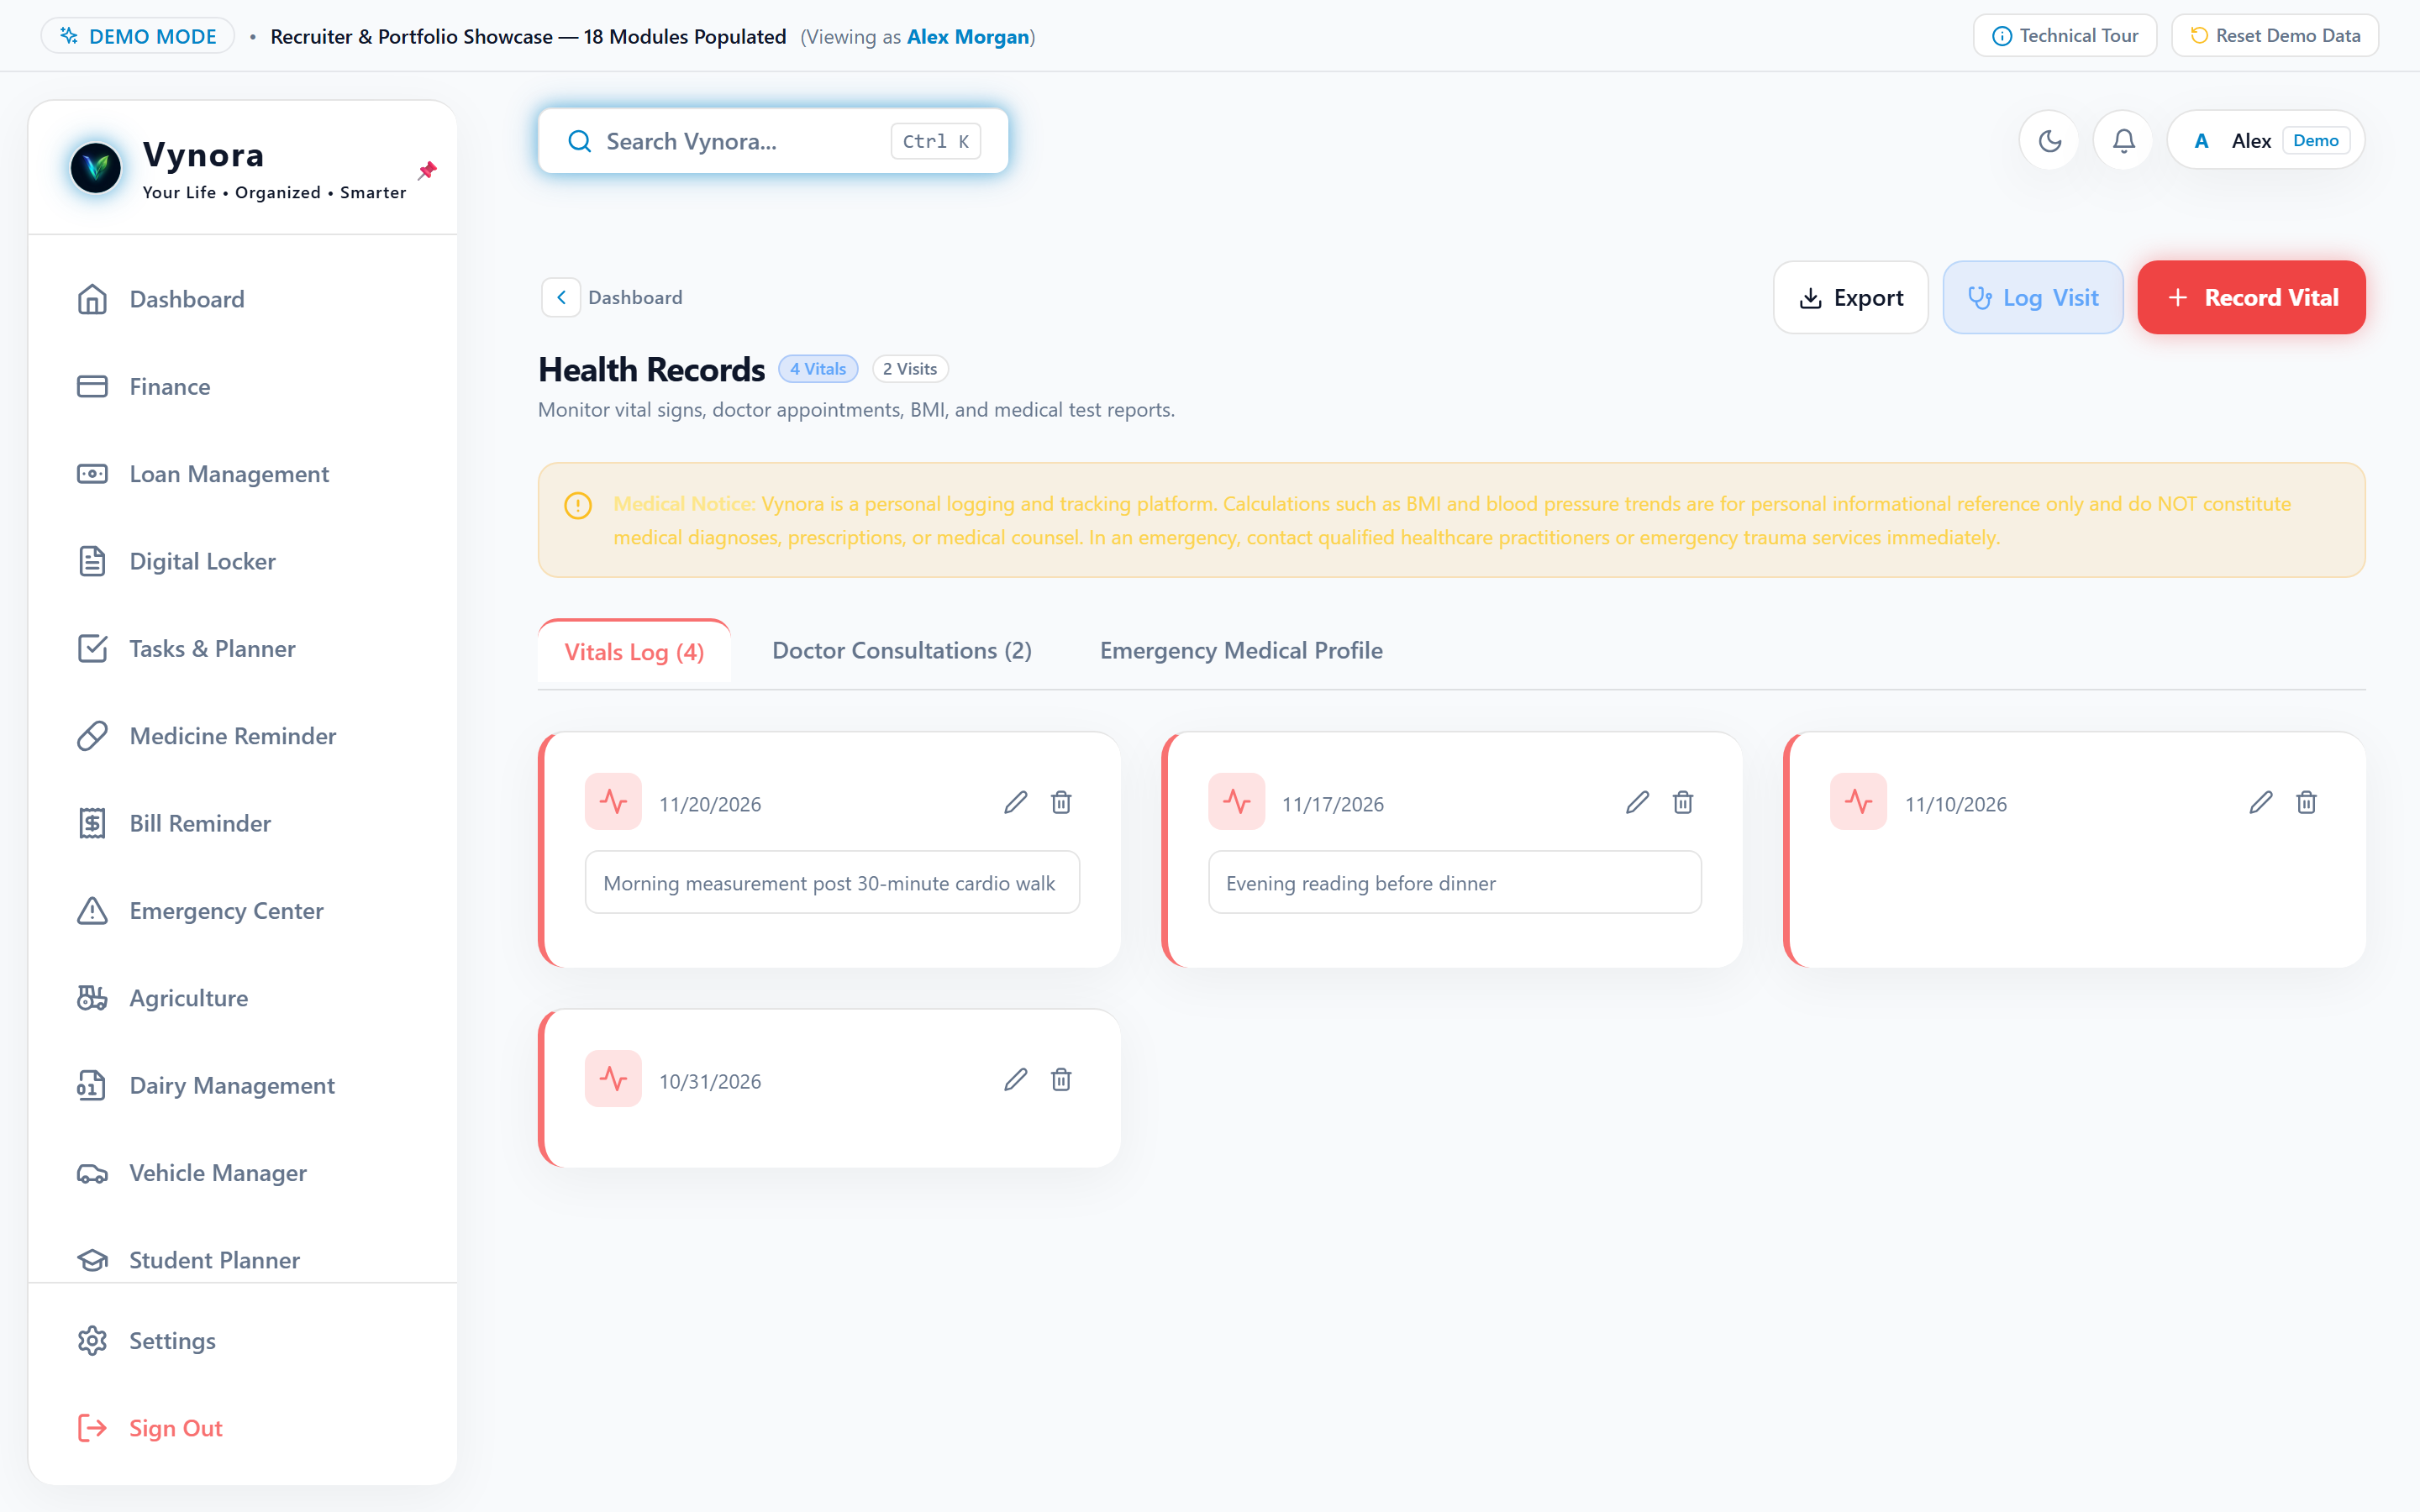 DEMO MODE • Recruiter & Portfolio Showcase — 18 Modules Populated (Viewing as Alex Morgan)
Technical Tour
Reset Demo Data
Vynora
Your Life • Organized • Smarter
Dashboard
Finance
Loan Management
Digital Locker
Tasks & Planner
Medicine Reminder
Bill Reminder
Emergency Center
Agriculture
Dairy Management
Vehicle Manager
Student Planner
Settings
Sign Out
Search Vynora... Ctrl K
A Alex Demo
Dashboard
Export
Log Visit
Record Vital
Health Records 4 Vitals 2 Visits
Monitor vital signs, doctor appointments, BMI, and medical test reports.
Medical Notice: Vynora is a personal logging and tracking platform. Calculations such as BMI and blood pressure trends are for personal informational reference only and do NOT constitute
medical diagnoses, prescriptions, or medical counsel. In an emergency, contact qualified healthcare practitioners or emergency trauma services immediately.
Vitals Log (4)
Doctor Consultations (2)
Emergency Medical Profile
11/20/2026
Morning measurement post 30-minute cardio walk
11/17/2026
Evening reading before dinner
11/10/2026
10/31/2026